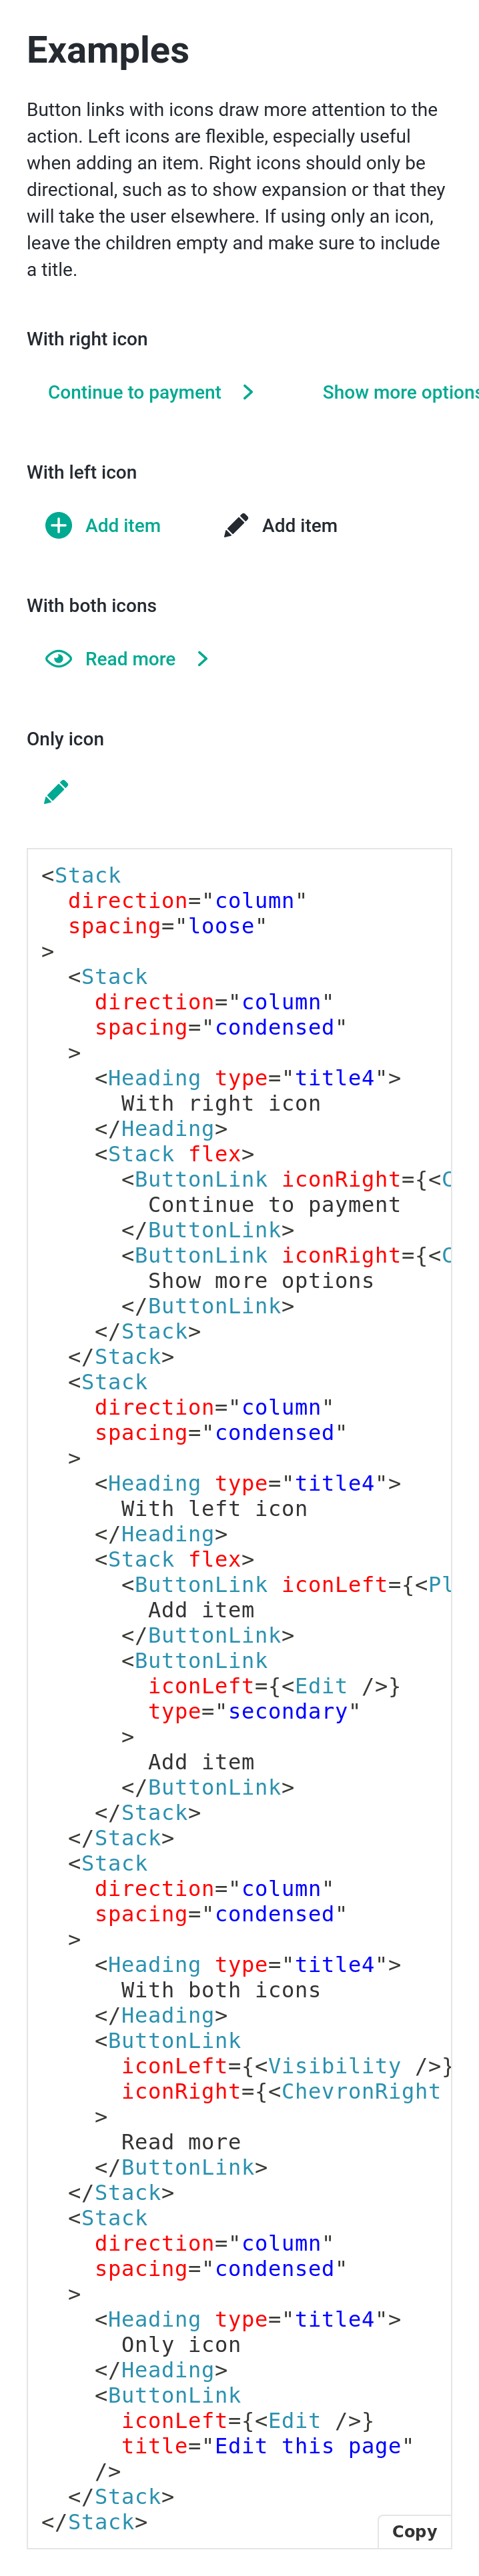 Examples
Button links with icons draw more attention to the
action. Left icons are flexible, especially useful
when adding an item. Right icons should only be
directional, such as to show expansion or that they
will take the user elsewhere. If using only an icon,
leave the children empty and make sure to include
a title.
With right icon
Continue to payment Show more options
With left icon
Add item Add item
With both icons
Read more
Only icon
<Stack
  direction="column"
  spacing="loose"
>
  <Stack
    direction="column"
    spacing="condensed"
  >
    <Heading type="title4">
      With right icon
    </Heading>
    <Stack flex>
      <ButtonLink iconRight={<C
        Continue to payment
      </ButtonLink>
      <ButtonLink iconRight={<C
        Show more options
      </ButtonLink>
    </Stack>
  </Stack>
  <Stack
    direction="column"
    spacing="condensed"
  >
    <Heading type="title4">
      With left icon
    </Heading>
    <Stack flex>
      <ButtonLink iconLeft={<Pl
        Add item
      </ButtonLink>
      <ButtonLink
        iconLeft={<Edit />}
        type="secondary"
      >
        Add item
      </ButtonLink>
    </Stack>
  </Stack>
  <Stack
    direction="column"
    spacing="condensed"
  >
    <Heading type="title4">
      With both icons
    </Heading>
    <ButtonLink
      iconLeft={<Visibility />}
      iconRight={<ChevronRight
    >
      Read more
    </ButtonLink>
  </Stack>
  <Stack
    direction="column"
    spacing="condensed"
  >
    <Heading type="title4">
      Only icon
    </Heading>
    <ButtonLink
      iconLeft={<Edit />}
      title="Edit this page"
    />
  </Stack>
</Stack>
Copy